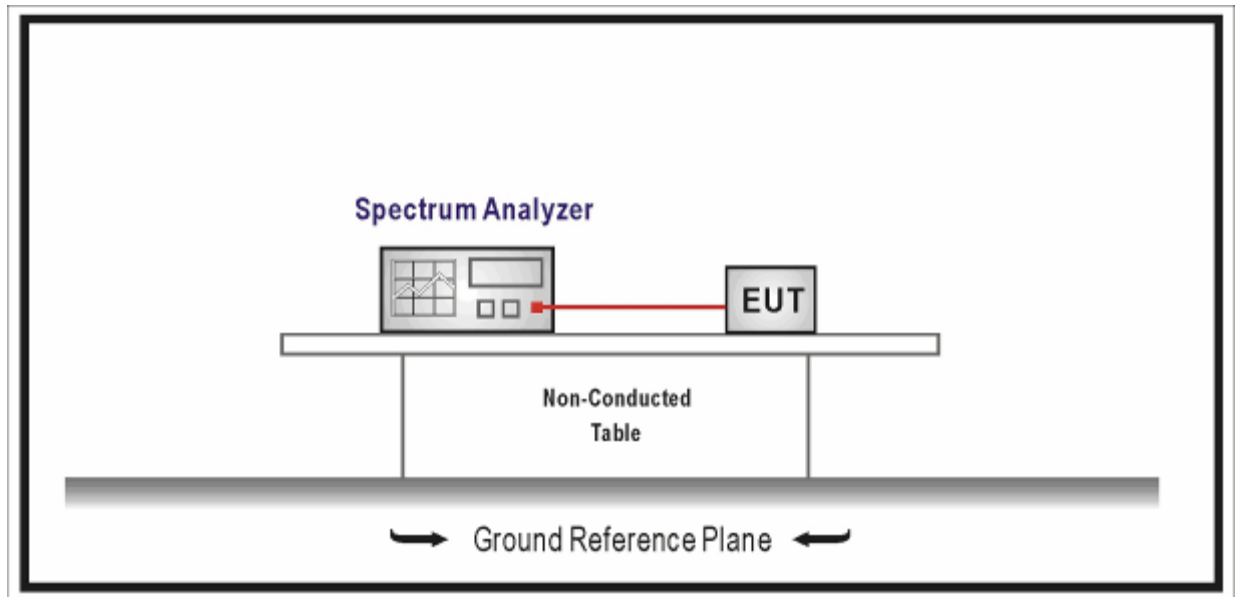 Spectrum Analyzer
EUT
Non-Conducted
Table
Ground Reference Plane